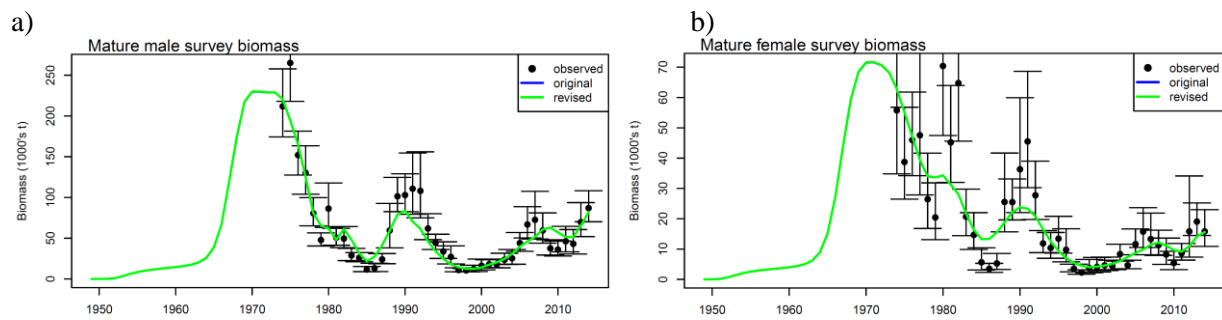 a)
Mature male survey biomass
observed
original
revised
Biomass (1000's t)
250
200
150
100
50
0
1950 1960 1970 1980 1990 2000 2010
b)
Mature female survey biomass
observed
original
revised
Biomass (1000's t)
70
60
50
40
30
20
10
0
1950 1960 1970 1980 1990 2000 2010